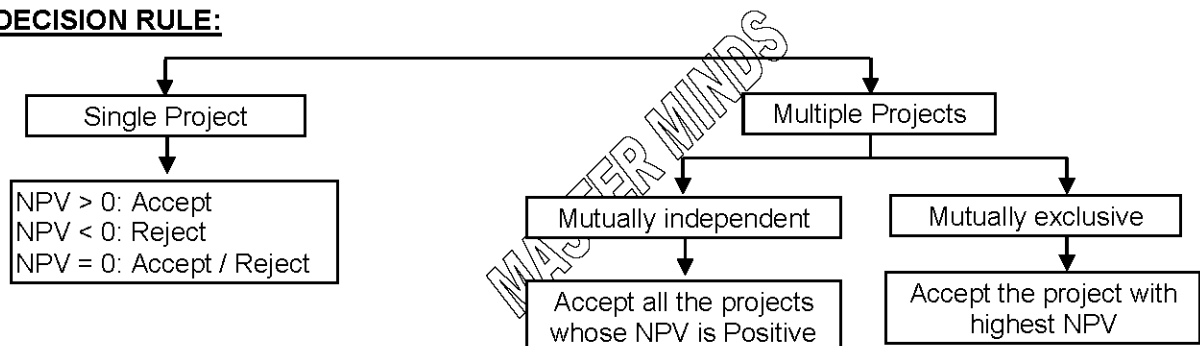 DECISION RULE:
MASTER MINDS
Single Project
Multiple Projects
NPV > 0: Accept
NPV < 0: Reject
NPV = 0: Accept / Reject
Mutually independent
Mutually exclusive
Accept all the projects
whose NPV is Positive
Accept the project with
highest NPV